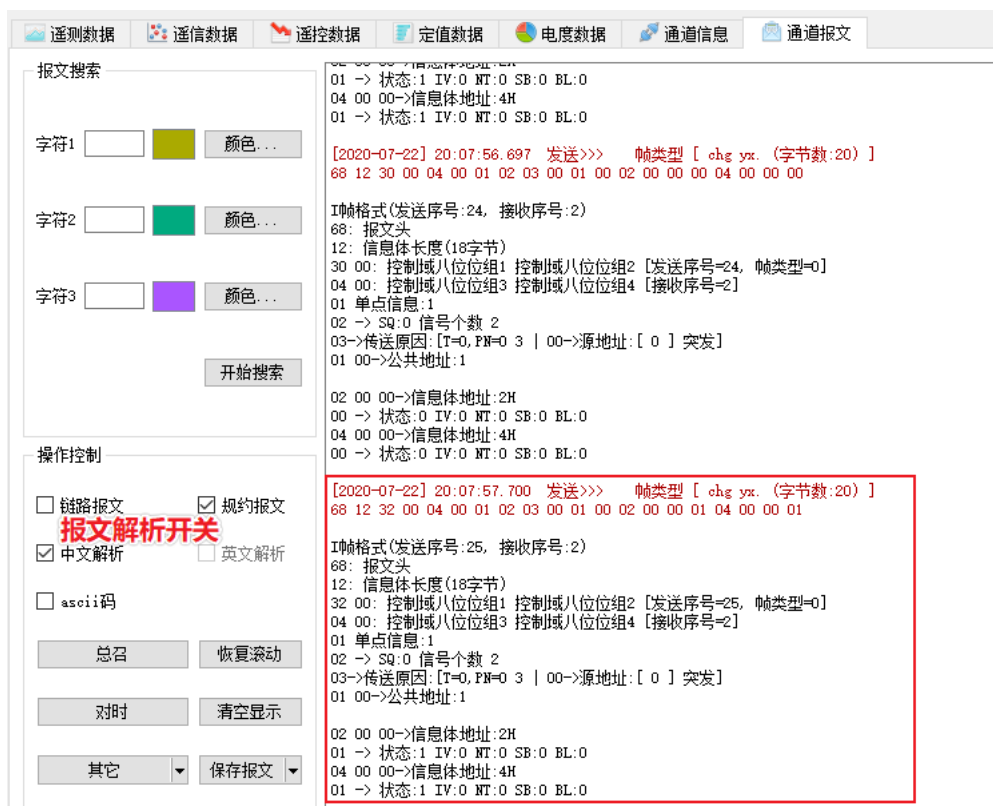 遥测数据 遥信数据 遥控数据 定值数据 电度数据 通道信息 通道报文
报文搜索
字符1 颜色...
字符2 颜色...
字符3 颜色...
开始搜索
操作控制
链路报文 规约报文
报文解析开关
中文解析 英文解析
ascii码
总召 恢复滚动
对时 清空显示
其它 保存报文
01 -> 状态:1 IV:0 NT:0 SB:0 BL:0
04 00 00->信息体地址:4H
01 -> 状态:1 IV:0 NT:0 SB:0 BL:0
[2020-07-22] 20:07:56.697 发送>>> 帧类型 [ chg yx. (字节数:20) ]
68 12 30 00 04 00 01 02 03 00 01 00 02 00 00 00 04 00 00 00
I帧格式(发送序号:24, 接收序号:2)
68: 报文头
12: 信息体长度(18字节)
30 00: 控制域八位位组1 控制域八位位组2 [发送序号=24, 帧类型=0]
04 00: 控制域八位位组3 控制域八位位组4 [接收序号=2]
01 单点信息:1
02 -> SQ:0 信号个数 2
03->传送原因:[T=0,PN=0 3 | 00->源地址:[ 0 ] 突发]
01 00->公共地址:1
02 00 00->信息体地址:2H
00 -> 状态:0 IV:0 NT:0 SB:0 BL:0
04 00 00->信息体地址:4H
00 -> 状态:0 IV:0 NT:0 SB:0 BL:0
[2020-07-22] 20:07:57.700 发送>>> 帧类型 [ chg yx. (字节数:20) ]
68 12 32 00 04 00 01 02 03 00 01 00 02 00 00 01 04 00 00 01
I帧格式(发送序号:25, 接收序号:2)
68: 报文头
12: 信息体长度(18字节)
32 00: 控制域八位位组1 控制域八位位组2 [发送序号=25, 帧类型=0]
04 00: 控制域八位位组3 控制域八位位组4 [接收序号=2]
01 单点信息:1
02 -> SQ:0 信号个数 2
03->传送原因:[T=0,PN=0 3 | 00->源地址:[ 0 ] 突发]
01 00->公共地址:1
02 00 00->信息体地址:2H
01 -> 状态:1 IV:0 NT:0 SB:0 BL:0
04 00 00->信息体地址:4H
01 -> 状态:1 IV:0 NT:0 SB:0 BL:0